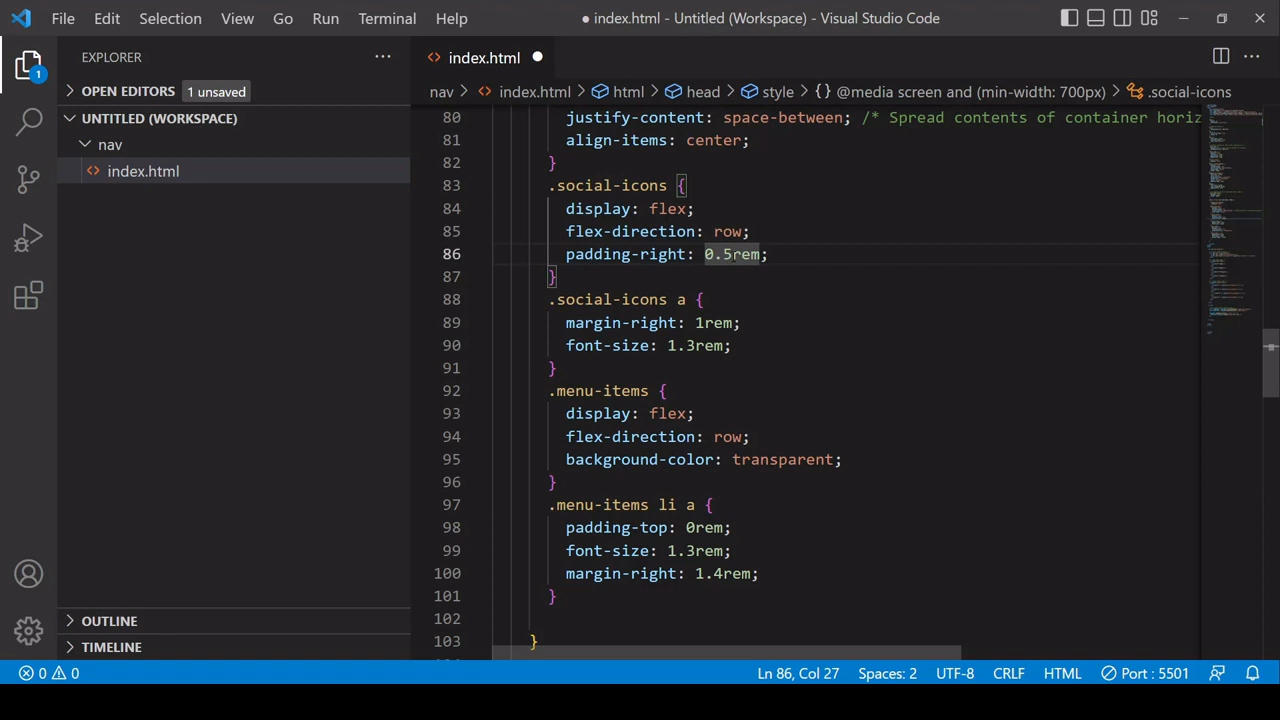 File Edit Selection View Go Run Terminal Help ● index.html - Untitled (Workspace) - Visual Studio Code
EXPLORER ···
1
OPEN EDITORS 1 unsaved
UNTITLED (WORKSPACE)
nav
<> index.html
OUTLINE
TIMELINE
<> index.html ●
nav > <> index.html > html > head > style > {} @media screen and (min-width: 700px) > .social-icons
80 justify-content: space-between; /* Spread contents of container horiz
81 align-items: center;
82 }
83 .social-icons {
84 display: flex;
85 flex-direction: row;
86 padding-right: 0.5rem;
87 }
88 .social-icons a {
89 margin-right: 1rem;
90 font-size: 1.3rem;
91 }
92 .menu-items {
93 display: flex;
94 flex-direction: row;
95 background-color: transparent;
96 }
97 .menu-items li a {
98 padding-top: 0rem;
99 font-size: 1.3rem;
100 margin-right: 1.4rem;
101 }
102
103 }
0 0 Ln 86, Col 27 Spaces: 2 UTF-8 CRLF HTML Port : 5501